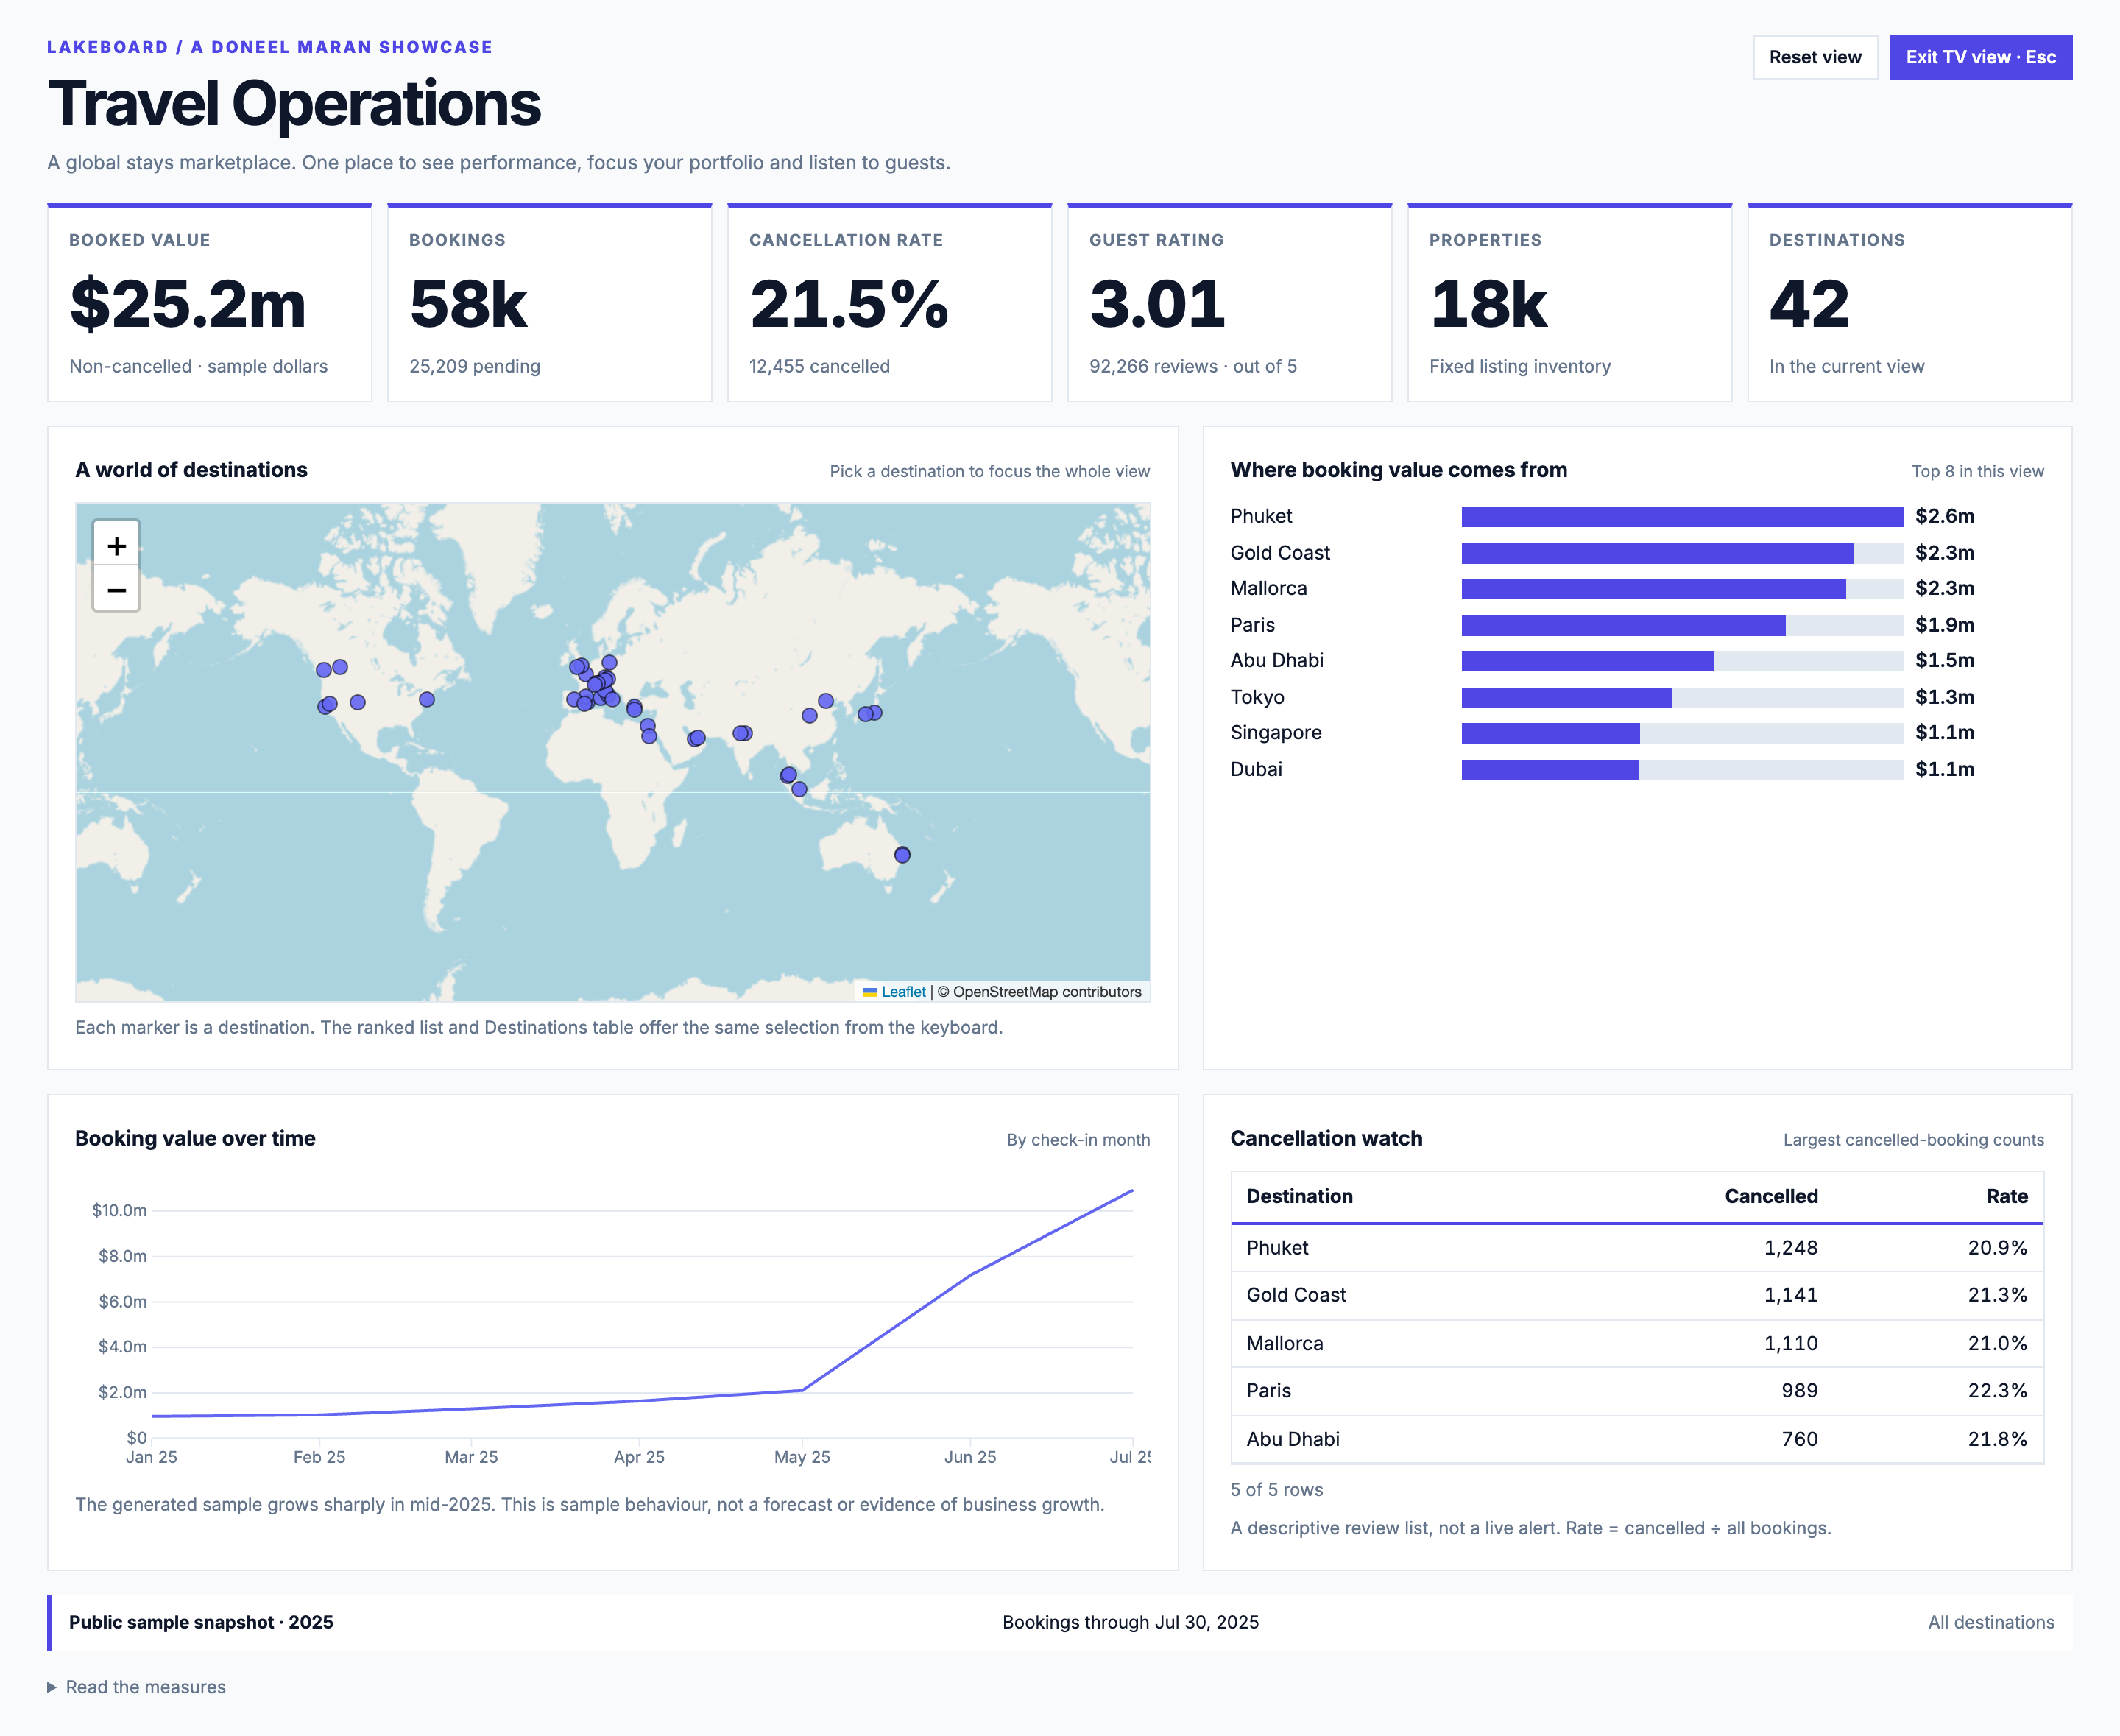 LAKEBOARD / A DONEEL MARAN SHOWCASE
Travel Operations
A global stays marketplace. One place to see performance, focus your portfolio and listen to guests.
Reset view
Exit TV view · Esc
BOOKED VALUE
$25.2m
Non-cancelled · sample dollars
BOOKINGS
58k
25,209 pending
CANCELLATION RATE
21.5%
12,455 cancelled
GUEST RATING
3.01
92,266 reviews · out of 5
PROPERTIES
18k
Fixed listing inventory
DESTINATIONS
42
In the current view
A world of destinations
Pick a destination to focus the whole view
+
−
Leaflet | © OpenStreetMap contributors
Each marker is a destination. The ranked list and Destinations table offer the same selection from the keyboard.
Where booking value comes from
Top 8 in this view
Phuket $2.6m
Gold Coast $2.3m
Mallorca $2.3m
Paris $1.9m
Abu Dhabi $1.5m
Tokyo $1.3m
Singapore $1.1m
Dubai $1.1m
Booking value over time
By check-in month
$10.0m
$8.0m
$6.0m
$4.0m
$2.0m
$0
Jan 25 Feb 25 Mar 25 Apr 25 May 25 Jun 25 Jul 25
The generated sample grows sharply in mid-2025. This is sample behaviour, not a forecast or evidence of business growth.
Cancellation watch
Largest cancelled-booking counts
Destination Cancelled Rate
Phuket 1,248 20.9%
Gold Coast 1,141 21.3%
Mallorca 1,110 21.0%
Paris 989 22.3%
Abu Dhabi 760 21.8%
5 of 5 rows
A descriptive review list, not a live alert. Rate = cancelled ÷ all bookings.
Public sample snapshot · 2025
Bookings through Jul 30, 2025
All destinations
▶ Read the measures